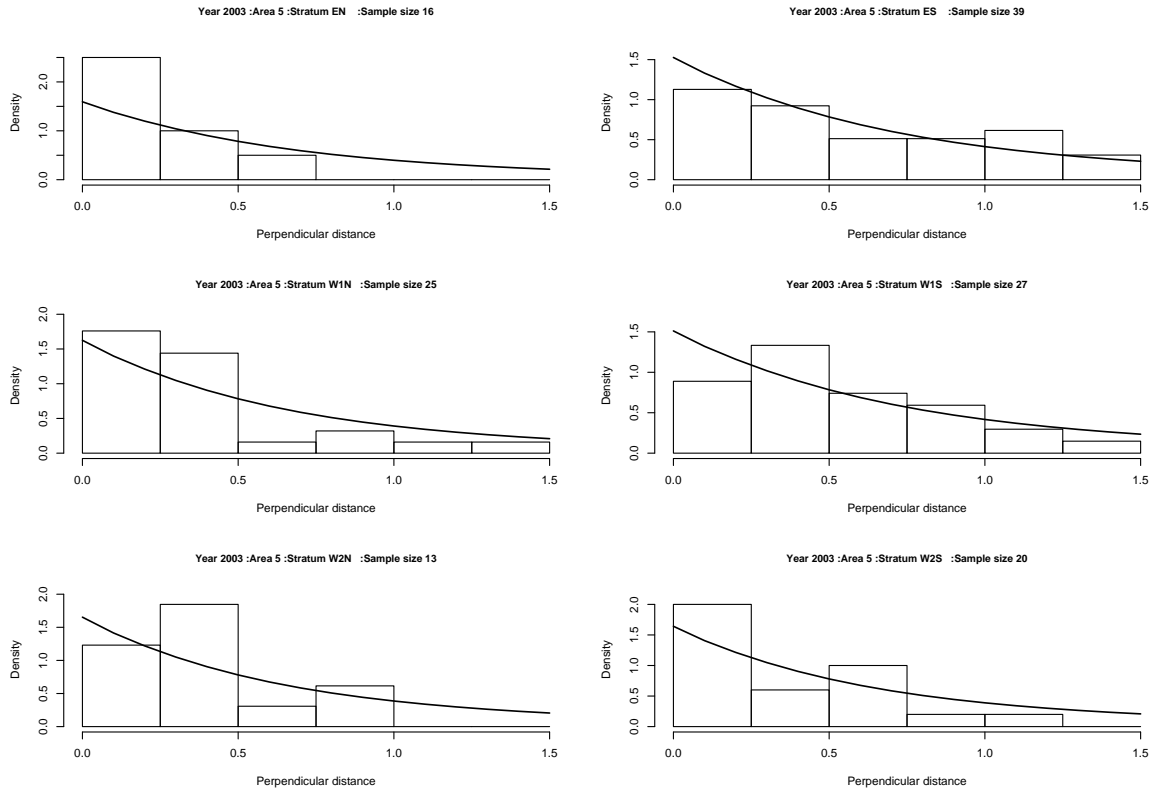 Year 2003 :Area 5 :Stratum EN :Sample size 16
Density
0.0 1.0 2.0
0.0 0.5 1.0 1.5
Perpendicular distance
Year 2003 :Area 5 :Stratum ES :Sample size 39
Density
0.0 0.5 1.0 1.5
0.0 0.5 1.0 1.5
Perpendicular distance
Year 2003 :Area 5 :Stratum W1N :Sample size 25
Density
0.0 0.5 1.0 1.5 2.0
0.0 0.5 1.0 1.5
Perpendicular distance
Year 2003 :Area 5 :Stratum W1S :Sample size 27
Density
0.0 0.5 1.0 1.5
0.0 0.5 1.0 1.5
Perpendicular distance
Year 2003 :Area 5 :Stratum W2N :Sample size 13
Density
0.0 0.5 1.0 1.5 2.0
0.0 0.5 1.0 1.5
Perpendicular distance
Year 2003 :Area 5 :Stratum W2S :Sample size 20
Density
0.0 0.5 1.0 1.5 2.0
0.0 0.5 1.0 1.5
Perpendicular distance